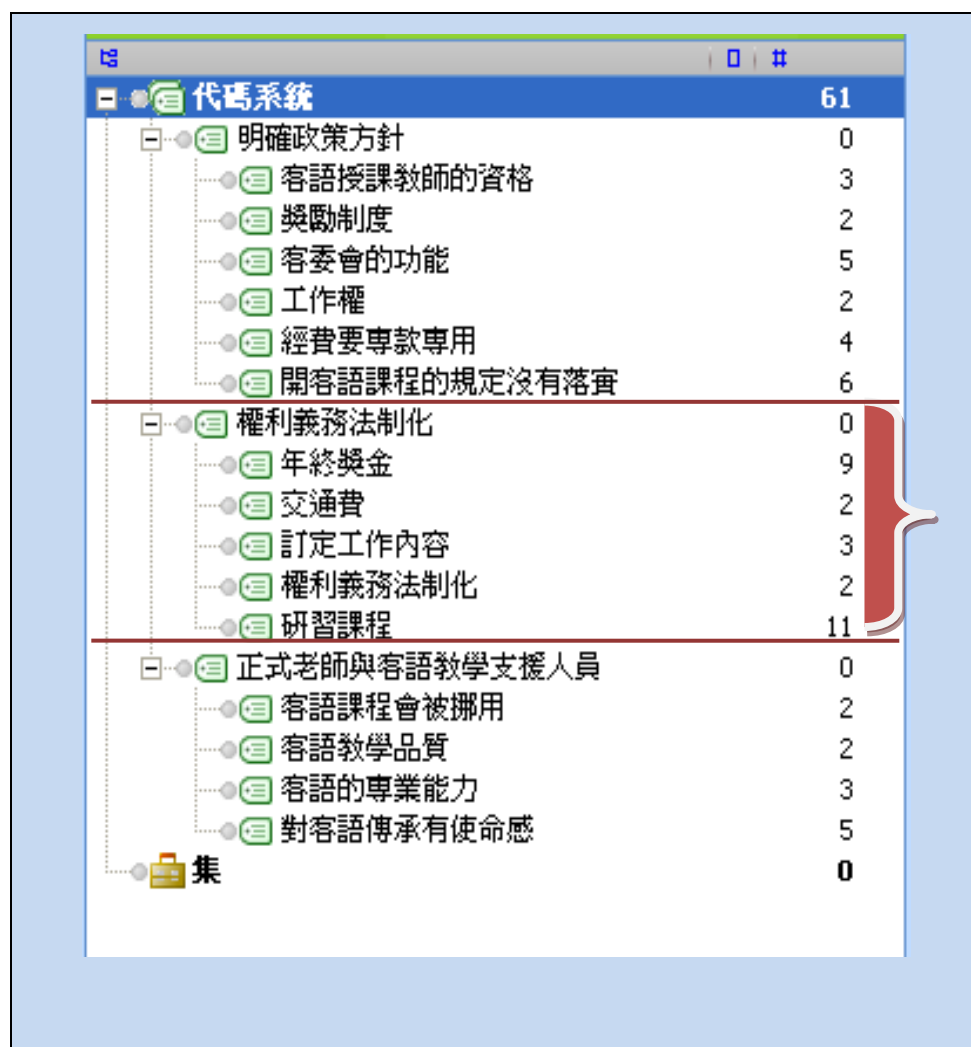 代碼系統 61
明確政策方針 0
客語授課教師的資格 3
獎勵制度 2
客委會的功能 5
工作權 2
經費要專款專用 4
開客語課程的規定沒有落實 6
權利義務法制化 0
年終獎金 9
交通費 2
訂定工作內容 3
權利義務法制化 2
研習課程 11
正式老師與客語教學支援人員 0
客語課程會被挪用 2
客語教學品質 2
客語的專業能力 3
對客語傳承有使命感 5
集 0